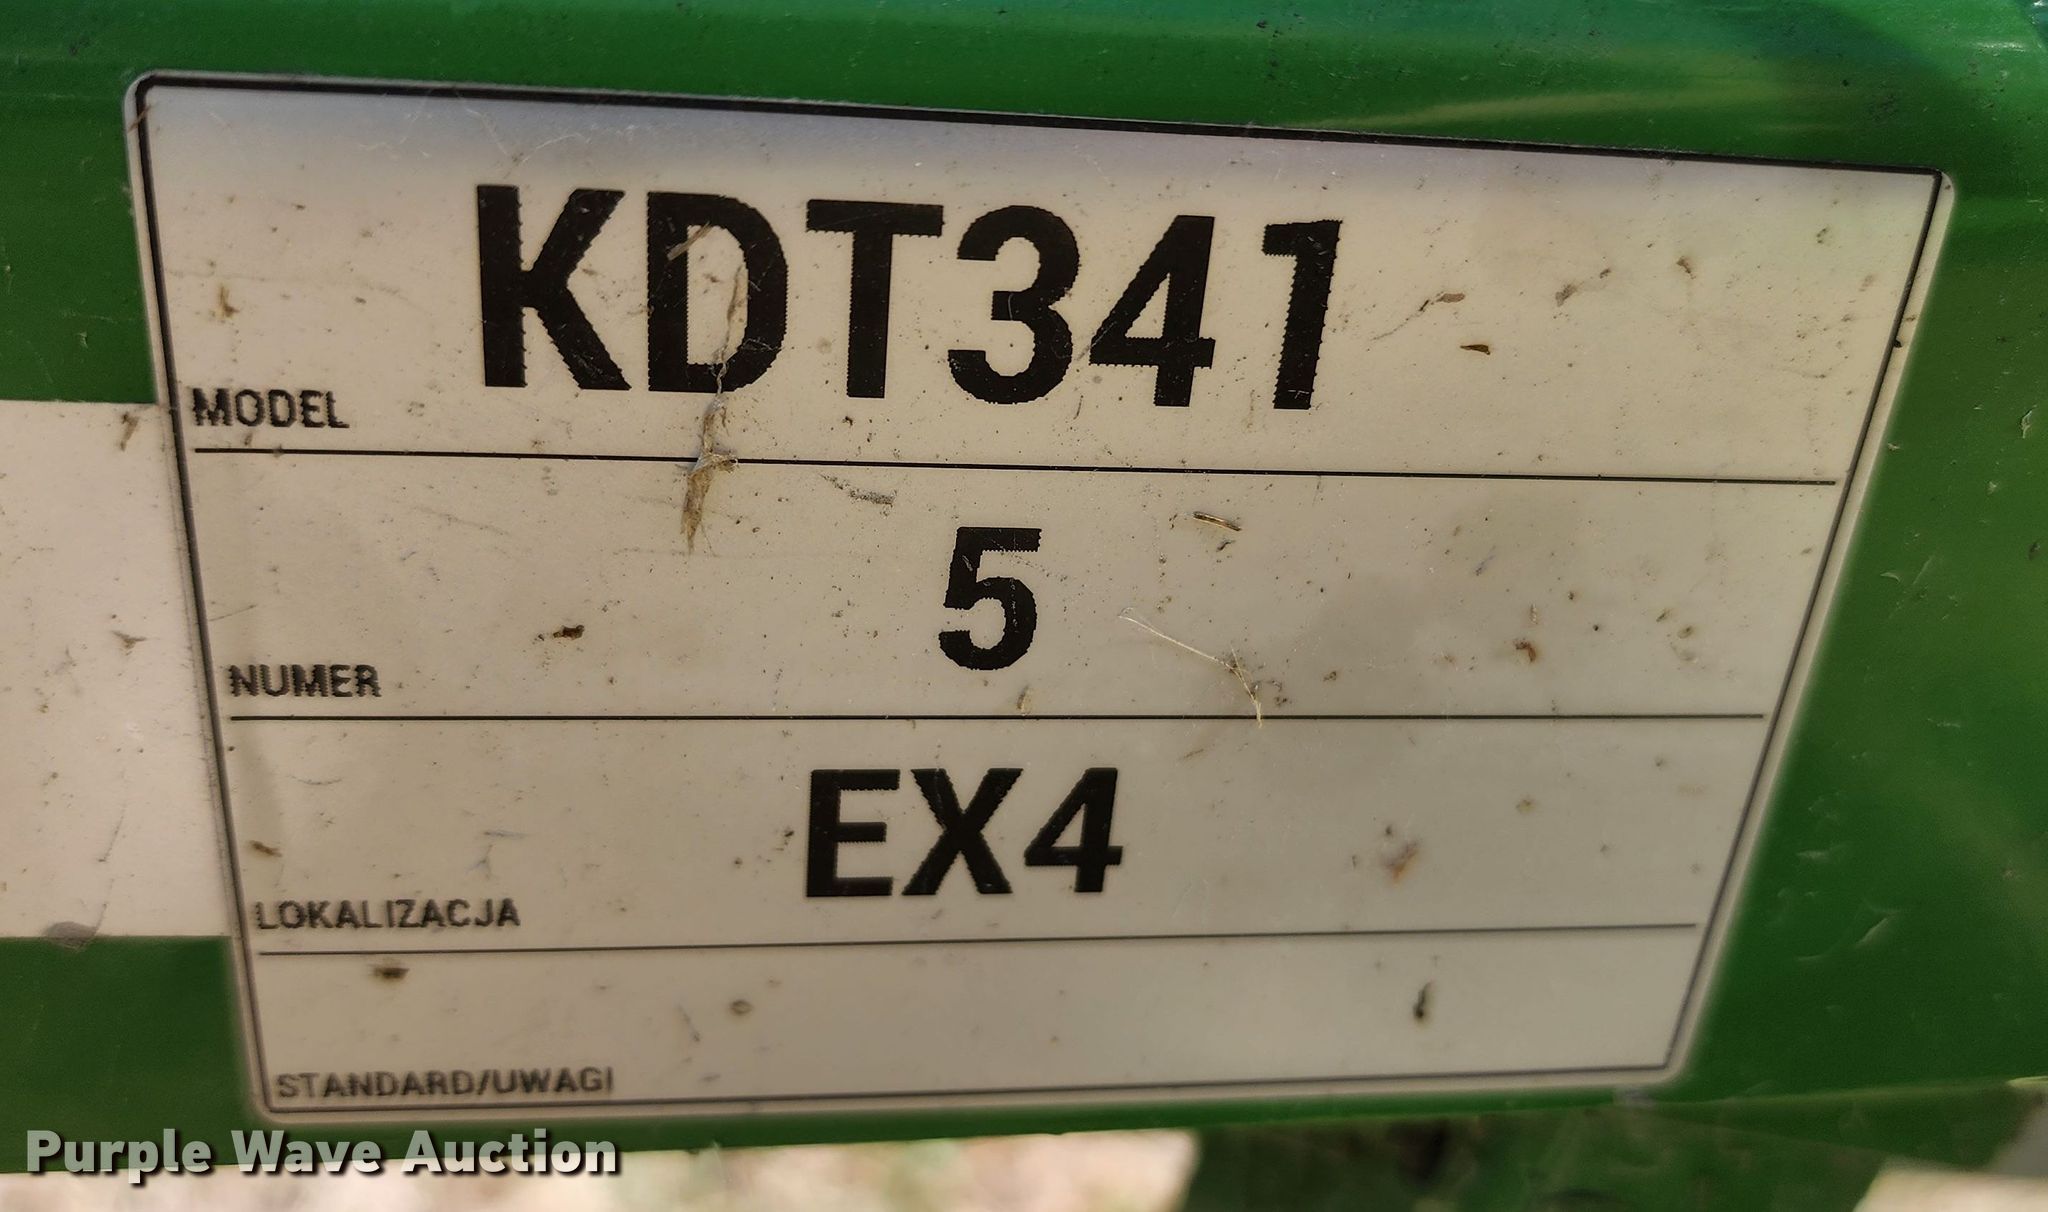 KDT341
MODEL
5
NUMER
EX4
LOKALIZACJA
STANDARD/UWAGI
Purple Wave Auction